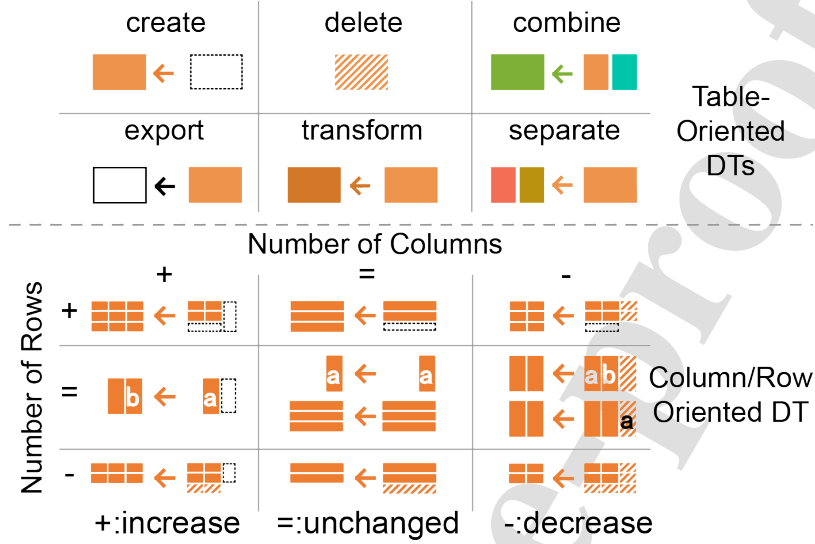 create delete combine
export transform separate
Table-
Oriented
DTs
Number of Columns
+ = -
Number of Rows
+
=
-
b a
a a
a b
a
Column/Row
Oriented DT
+:increase =:unchanged -:decrease
e-proof